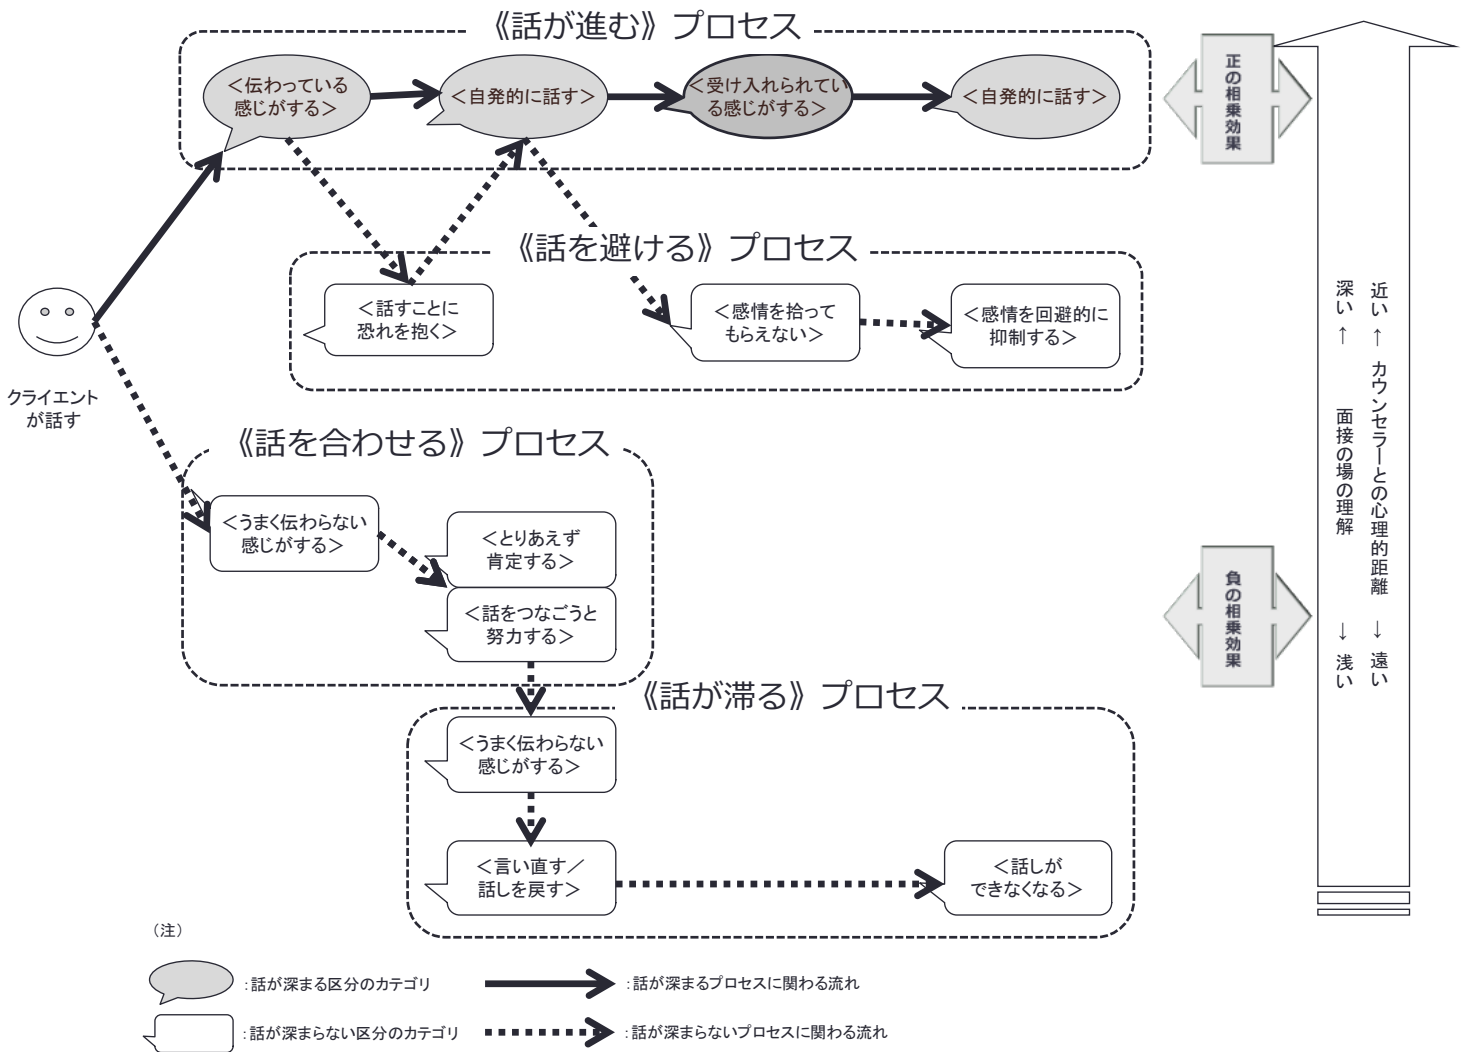 《話が進む》プロセス
＜伝わっている
感じがする＞
＜自発的に話す＞
＜受け入れられてい
る感じがする＞
＜自発的に話す＞
《話を避ける》プロセス
＜話すことに
恐れを抱く＞
＜感情を拾って
もらえない＞
＜感情を回避的に
抑制する＞
クライエント
が話す
《話を合わせる》プロセス
＜うまく伝わらない
感じがする＞
＜とりあえず
肯定する＞
＜話をつなごうと
努力する＞
《話が滞る》プロセス
＜うまく伝わらない
感じがする＞
＜言い直す／
話しを戻す＞
＜話しが
できなくなる＞
正の相乗効果
負の相乗効果
近い ↑ カウンセラーとの心理的距離 ↓ 遠い
深い ↑ 面接の場の理解 ↓ 浅い
（注）
：話が深まる区分のカテゴリ
：話が深まるプロセスに関わる流れ
：話が深まらない区分のカテゴリ
：話が深まらないプロセスに関わる流れ